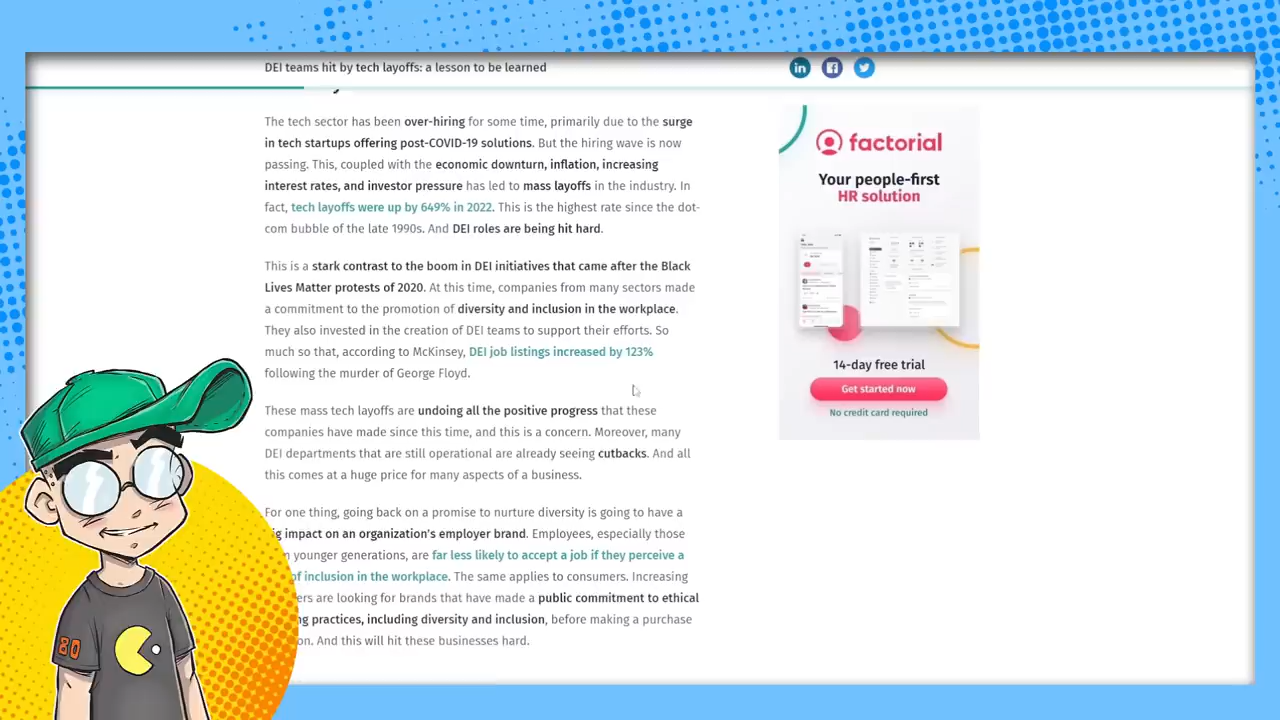 DEI teams hit by tech layoffs: a lesson to be learned
The tech sector has been over-hiring for some time, primarily due to the surge
in tech startups offering post-COVID-19 solutions. But the hiring wave is now
passing. This, coupled with the economic downturn, inflation, increasing
interest rates, and investor pressure has led to mass layoffs in the industry. In
fact, tech layoffs were up by 649% in 2022. This is the highest rate since the dot-
com bubble of the late 1990s. And DEI roles are being hit hard.
This is a stark contrast to the boom in DEI initiatives that came after the Black
Lives Matter protests of 2020. At this time, companies from many sectors made
a commitment to the promotion of diversity and inclusion in the workplace.
They also invested in the creation of DEI teams to support their efforts. So
much so that, according to McKinsey, DEI job listings increased by 123%
following the murder of George Floyd.
These mass tech layoffs are undoing all the positive progress that these
companies have made since this time, and this is a concern. Moreover, many
DEI departments that are still operational are already seeing cutbacks. And all
this comes at a huge price for many aspects of a business.
For one thing, going back on a promise to nurture diversity is going to have a
impact on an organization's employer brand. Employees, especially those
younger generations, are far less likely to accept a job if they perceive a
of inclusion in the workplace. The same applies to consumers. Increasing
are looking for brands that have made a public commitment to ethical
practices, including diversity and inclusion, before making a purchase
And this will hit these businesses hard.
in
f
factorial
Your people-first
HR solution
14-day free trial
Get started now
No credit card required
80